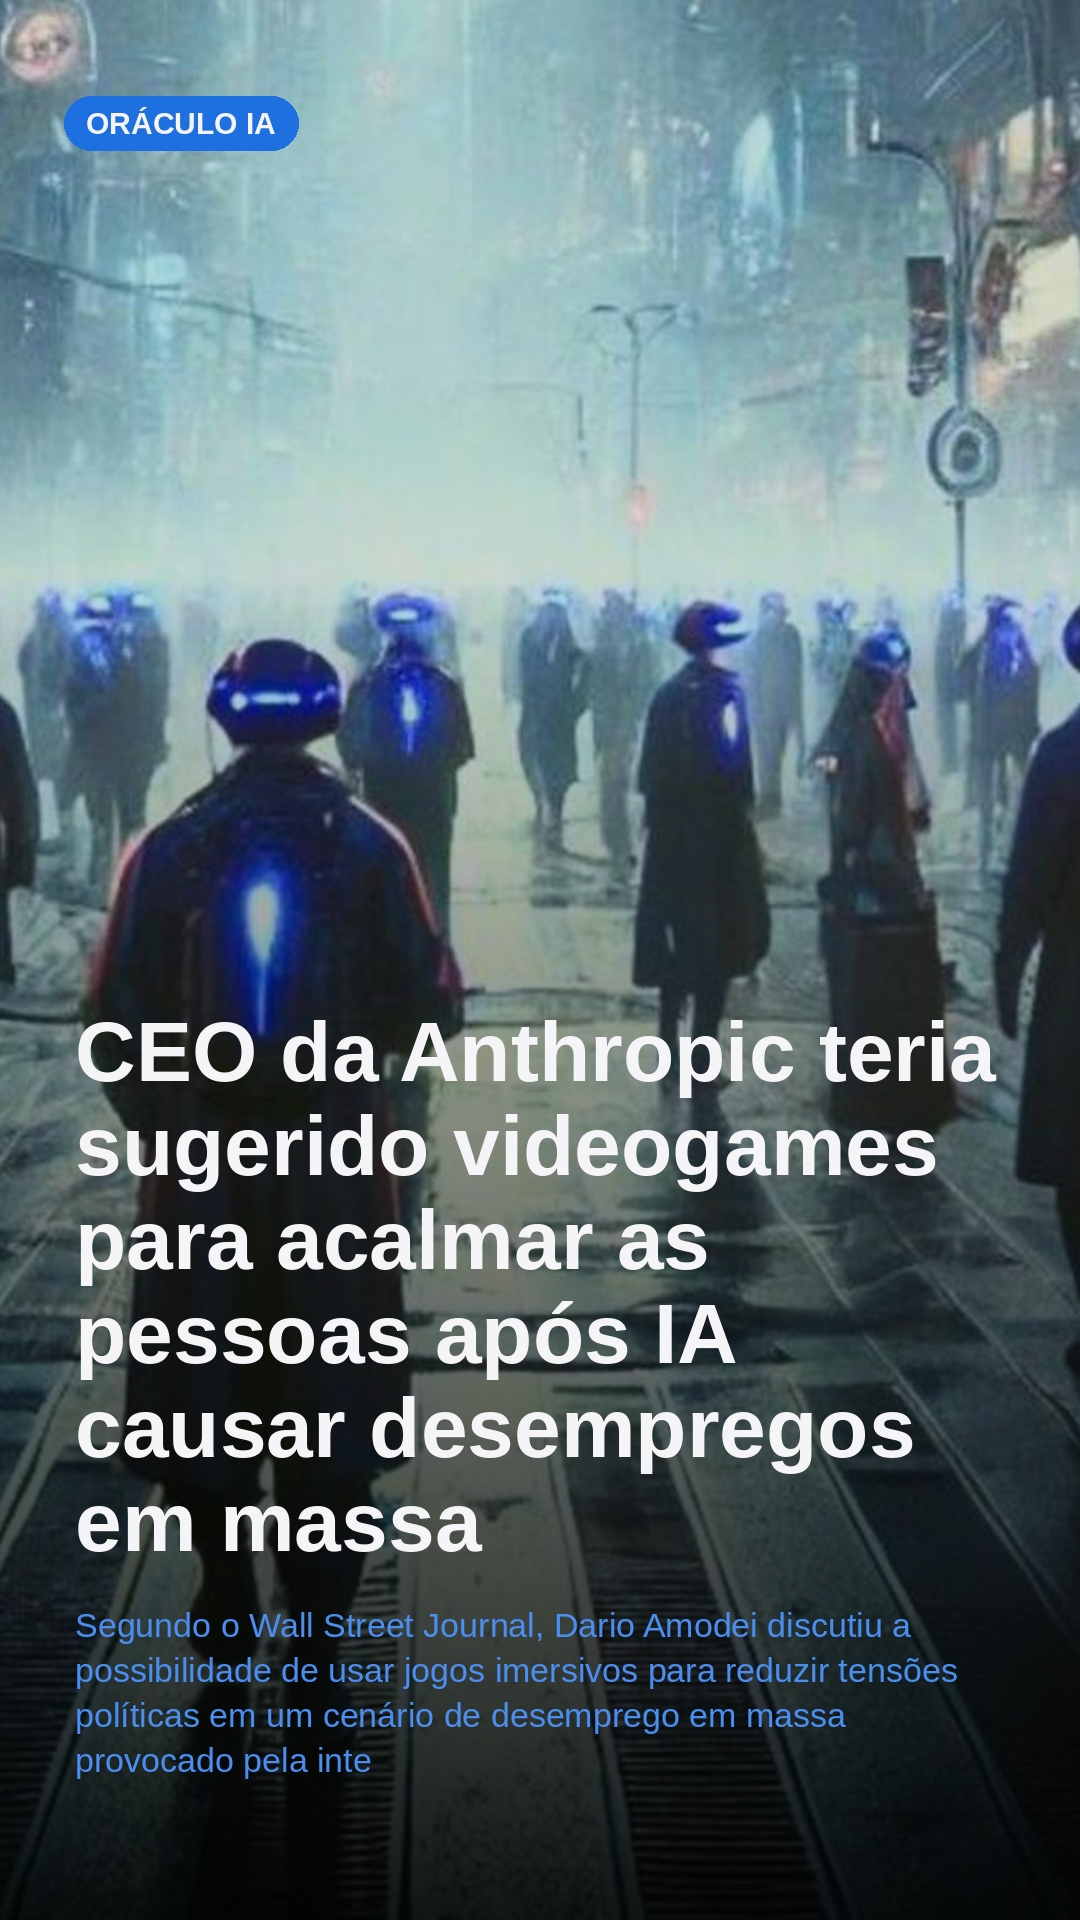 ORÁCULO IA
CEO da Anthropic teria
sugerido videogames
para acalmar as
pessoas após IA
causar desempregos
em massa
Segundo o Wall Street Journal, Dario Amodei discutiu a
possibilidade de usar jogos imersivos para reduzir tensões
políticas em um cenário de desemprego em massa
provocado pela inte